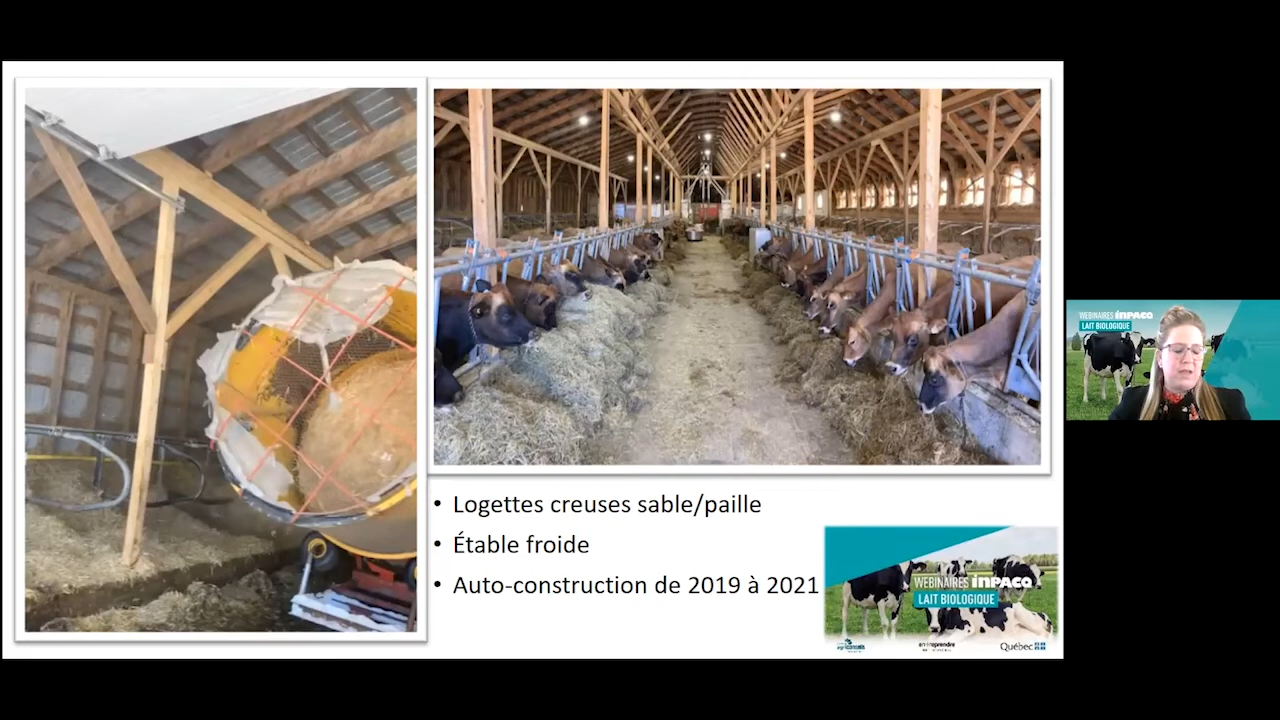 • Logettes creuses sable/paille
• Étable froide
• Auto-construction de 2019 à 2021
WEBINAIRES INPACQ
LAIT BIOLOGIQUE
Québec
WEBINAIRES INPACQ
LAIT BIOLOGIQUE